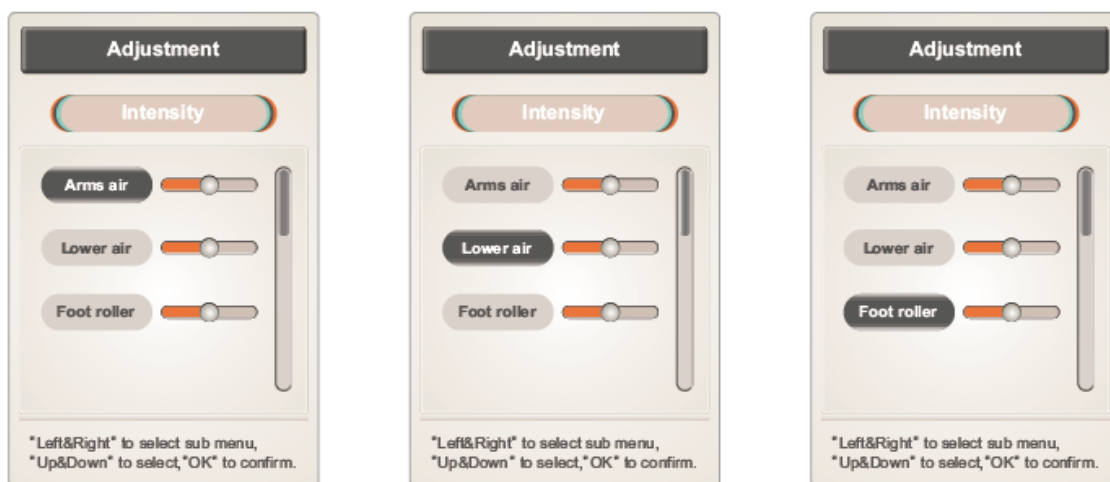 Adjustment
Intensity
Arms air
Lower air
Foot roller
"Left&Right" to select sub menu,
"Up&Down" to select,"OK" to confirm.
Adjustment
Intensity
Arms air
Lower air
Foot roller
"Left&Right" to select sub menu,
"Up&Down" to select,"OK" to confirm.
Adjustment
Intensity
Arms air
Lower air
Foot roller
"Left&Right" to select sub menu,
"Up&Down" to select,"OK" to confirm.